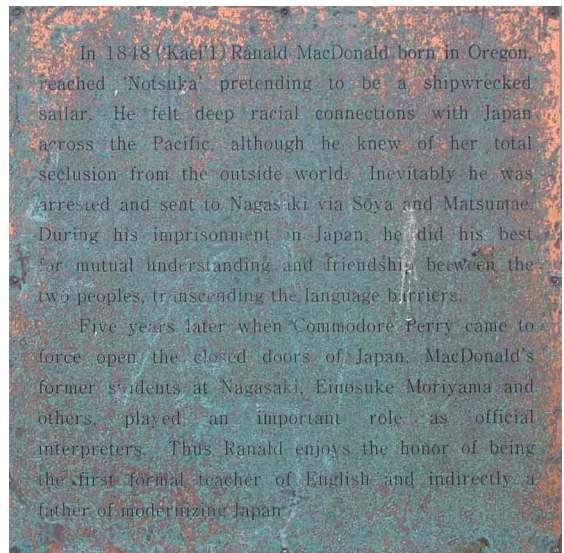 In 1848 ('Kaei'1) Ranald MacDonald born in Oregon,
reached 'Notsuka' pretending to be a shipwrecked
sailar. He felt deep racial connections with Japan
across the Pacific, although he knew of her total
seclusion from the outside world. Inevitably he was
arrested and sent to Nagasaki via Sōya and Matsumae.
During his imprisonment in Japan, he did his best
for mutual understanding and friendship between the
two peoples, transcending the language barriers.
Five years later when Commodore Perry came to
force open the closed doors of Japan, MacDonald's
former students at Nagasaki, Einosuke Moriyama and
others, played an important role as official
interpreters. Thus Ranald enjoys the honor of being
the first formal teacher of English and indirectly a
father of modernizing Japan